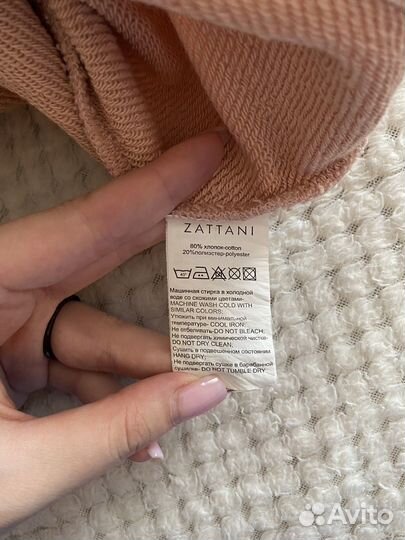 ZATTANI
80% хлопок-cotton
20%полиэстер-polyester
40°
Машинная стирка в холодной
воде со схожими цветами-
MACHINE WASH COLD WITH
SIMILAR COLORS;
Утюжить при минимальной
температуре- COOL IRON;
Не отбеливать-DO NOT BLEACH;
Не подвергать химической чистке-
DO NOT DRY CLEAN;
Сушить в подвешенном состоянии
HAND DRY;
Не подвергать сушке в барабанной
сушилке- DO NOT TUMBLE DRY
Avito